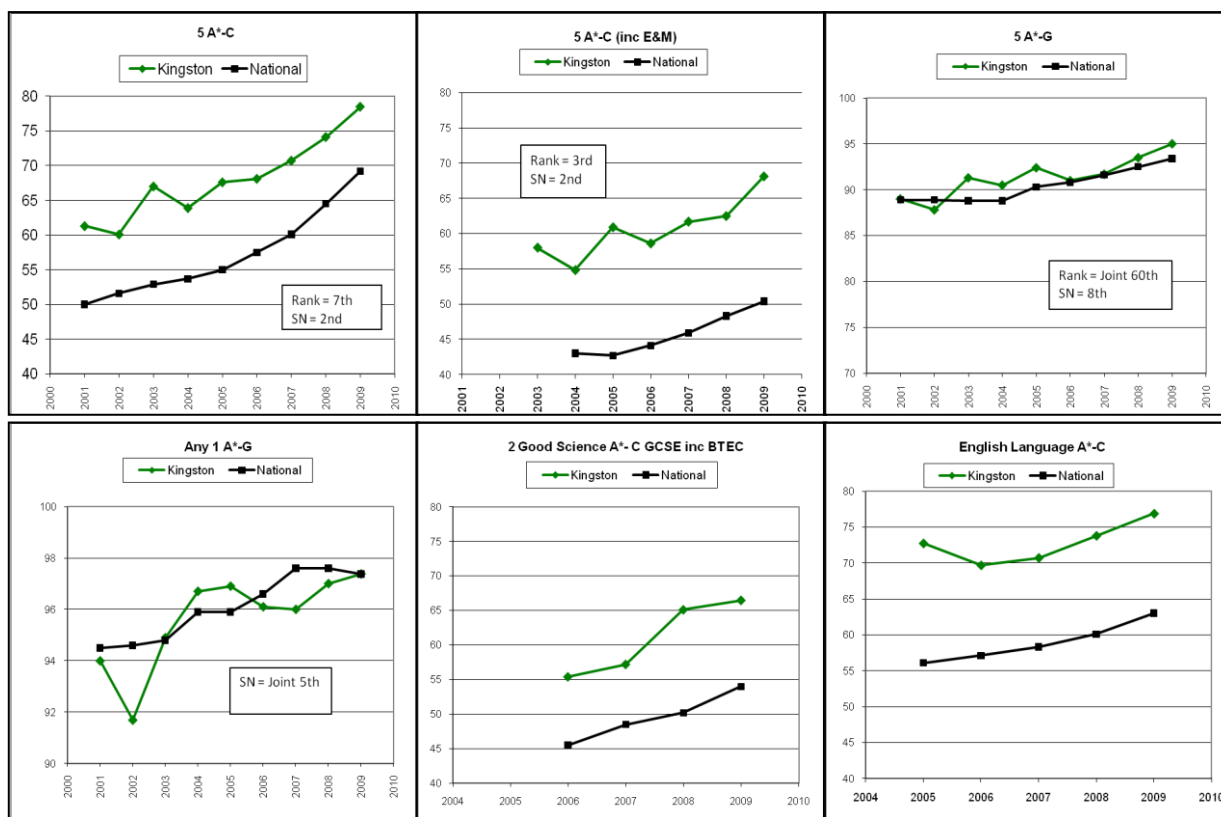 5 A*-C
Kingston National
80
75
70
65
60
55
50
45
40
Rank = 7th
SN = 2nd
2000 2001 2002 2003 2004 2005 2006 2007 2008 2009 2010
5 A*-C (inc E&M)
Kingston National
80
75
70
65
60
55
50
45
40
Rank = 3rd
SN = 2nd
2001 2002 2003 2004 2005 2006 2007 2008 2009 2010
5 A*-G
Kingston National
100
95
90
85
80
75
70
Rank = Joint 60th
SN = 8th
2000 2001 2002 2003 2004 2005 2006 2007 2008 2009 2010
Any 1 A*-G
Kingston National
100
98
96
94
92
90
SN = Joint 5th
2000 2001 2002 2003 2004 2005 2006 2007 2008 2009 2010
2 Good Science A*- C GCSE inc BTEC
Kingston National
80
75
70
65
60
55
50
45
40
2004 2005 2006 2007 2008 2009 2010
English Language A*-C
Kingston National
80
75
70
65
60
55
50
45
40
2004 2005 2006 2007 2008 2009 2010